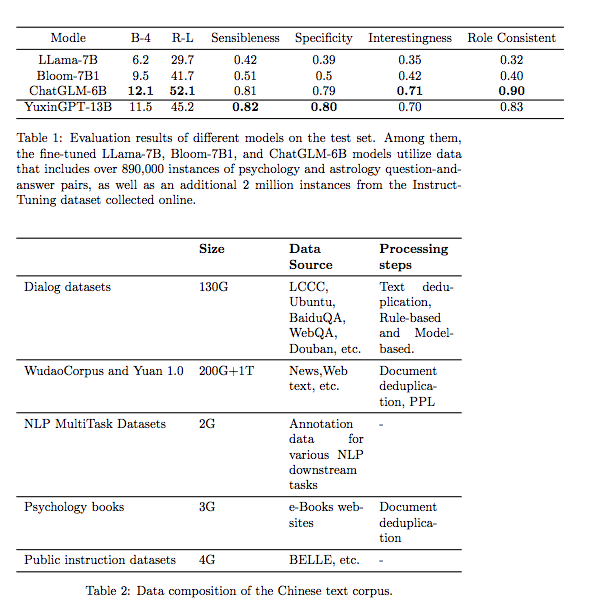 Modle B-4 R-L Sensibleness Specificity Interestingness Role Consistent
LLama-7B 6.2 29.7 0.42 0.39 0.35 0.32
Bloom-7B1 9.5 41.7 0.51 0.5 0.42 0.40
ChatGLM-6B 12.1 52.1 0.81 0.79 0.71 0.90
YuxinGPT-13B 11.5 45.2 0.82 0.80 0.70 0.83
Table 1: Evaluation results of different models on the test set. Among them,
the fine-tuned LLama-7B, Bloom-7B1, and ChatGLM-6B models utilize data
that includes over 890,000 instances of psychology and astrology question-and-
answer pairs, as well as an additional 2 million instances from the Instruct-
Tuning dataset collected online.
Size Data Processing
Source steps
Dialog datasets 130G LCCC, Text dedu-
Ubuntu, plication,
BaiduQA, Rule-based
WebQA, and Model-
Douban, etc. based.
WudaoCorpus and Yuan 1.0 200G+1T News,Web Document
text, etc. deduplica-
tion, PPL
NLP MultiTask Datasets 2G Annotation -
data for
various NLP
downstream
tasks
Psychology books 3G e-Books web- Document
sites deduplica-
tion
Public instruction datasets 4G BELLE, etc. -
Table 2: Data composition of the Chinese text corpus.